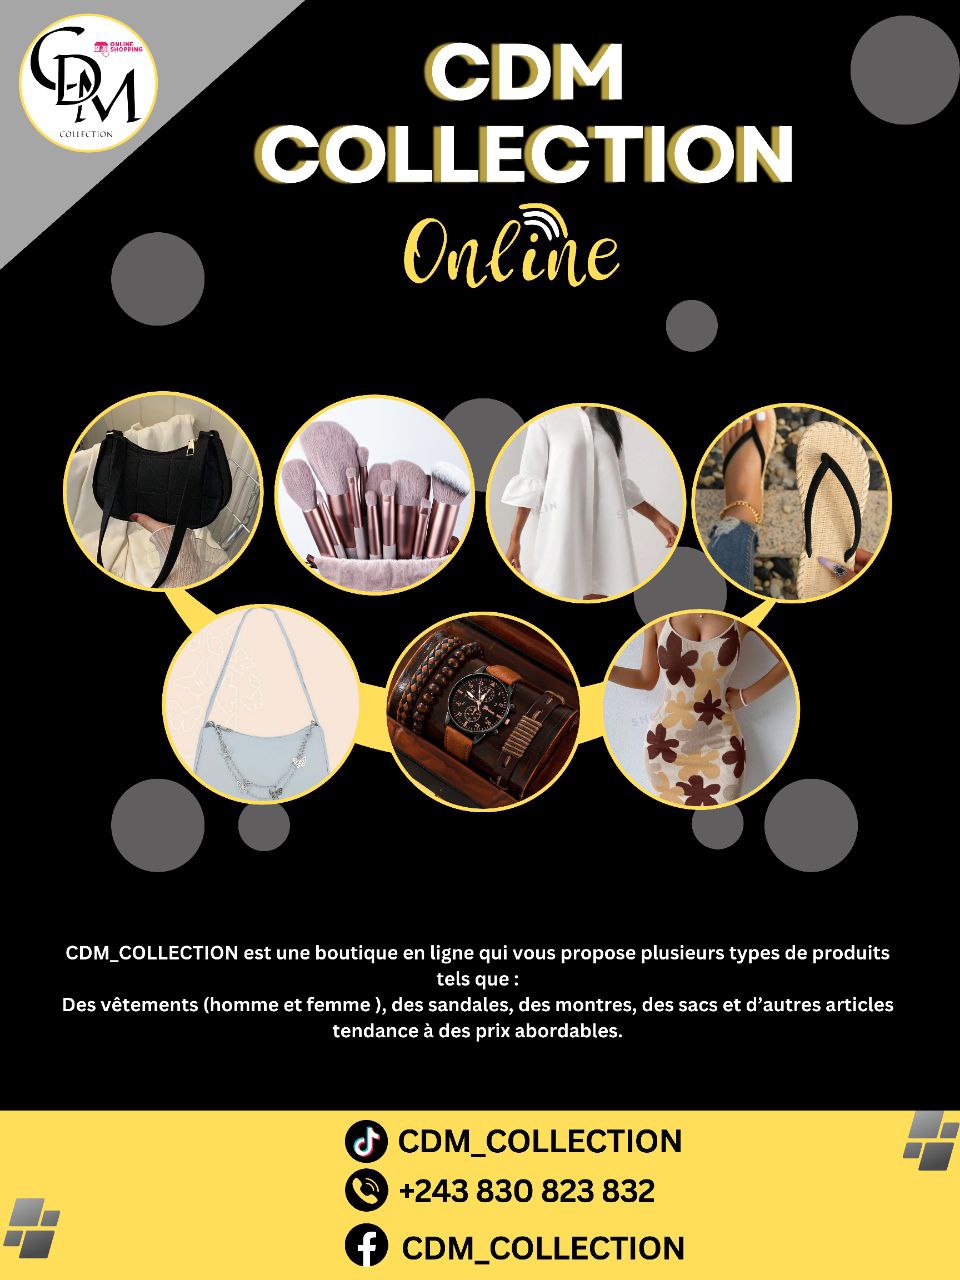 CDM
ONLINE
SHOPPING
COLLECTION
CDM
COLLECTION
Online
CDM_COLLECTION est une boutique en ligne qui vous propose plusieurs types de produits
tels que :
Des vêtements (homme et femme ), des sandales, des montres, des sacs et d’autres articles
tendance à des prix abordables.
CDM_COLLECTION
+243 830 823 832
CDM_COLLECTION